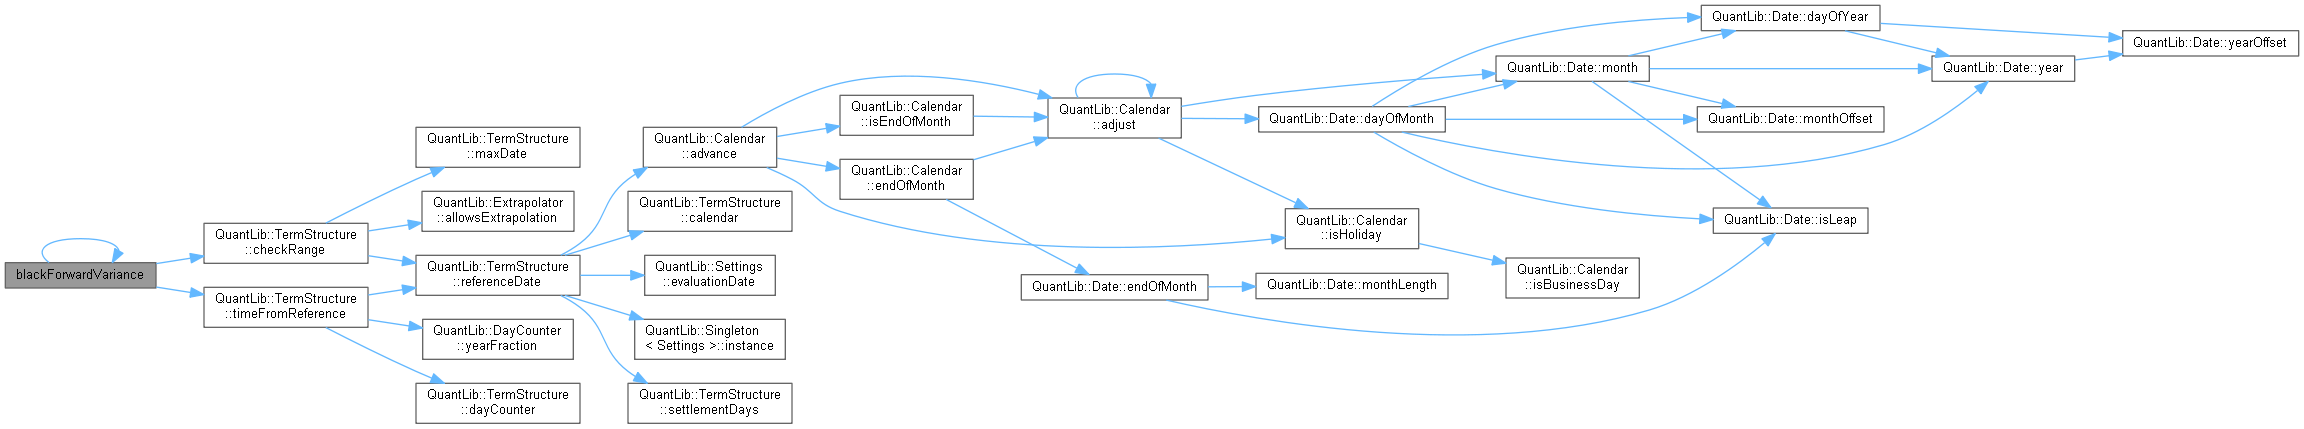 blackForwardVariance
QuantLib::TermStructure
::checkRange
QuantLib::TermStructure
::timeFromReference
QuantLib::TermStructure
::maxDate
QuantLib::Extrapolator
::allowsExtrapolation
QuantLib::TermStructure
::referenceDate
QuantLib::DayCounter
::yearFraction
QuantLib::TermStructure
::dayCounter
QuantLib::Calendar
::advance
QuantLib::TermStructure
::calendar
QuantLib::Settings
::evaluationDate
QuantLib::Singleton
< Settings >::instance
QuantLib::TermStructure
::settlementDays
QuantLib::Calendar
::isEndOfMonth
QuantLib::Calendar
::endOfMonth
QuantLib::Calendar
::adjust
QuantLib::Date::endOfMonth
QuantLib::Date::dayOfMonth
QuantLib::Calendar
::isHoliday
QuantLib::Date::monthLength
QuantLib::Date::month
QuantLib::Calendar
::isBusinessDay
QuantLib::Date::dayOfYear
QuantLib::Date::monthOffset
QuantLib::Date::isLeap
QuantLib::Date::year
QuantLib::Date::yearOffset